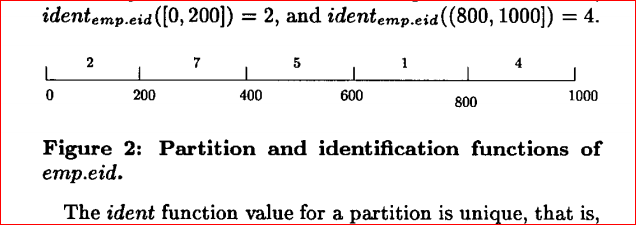 ident_{emp.eid}([0, 200]) = 2, and ident_{emp.eid}((800, 1000]) = 4.
2 7 5 1 4
0 200 400 600 800 1000
Figure 2: Partition and identification functions of
emp.eid.
The ident function value for a partition is unique, that is,